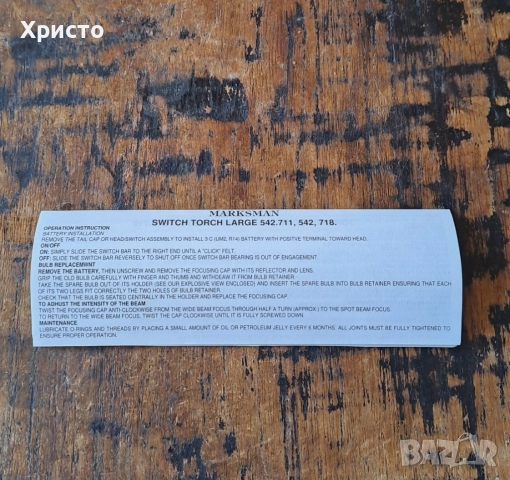 Христо
MARKSMAN
SWITCH TORCH LARGE 542.711, 542, 718.
OPERATION INSTRUCTION
BATTERY INSTALLATION
REMOVE THE TAIL CAP OR HEAD/SWITCH ASSEMBLY TO INSTALL 3 C (UM2, R14) BATTERY WITH POSITIVE TERMINAL TOWARD HEAD.
ON/OFF
ON: SIMPLY SLIDE THE SWITCH BAR TO THE RIGHT END UNTIL A "CLICK" FELT.
OFF: SLIDE THE SWITCH BAR REVERSELY TO SHUT OFF ONCE SWITCH BAR BEARING IS OUT OF ENGAGEMENT.
BULB REPLACEMINT
REMOVE THE BATTERY, THEN UNSCREW AND REMOVE THE FOCUSING CAP WITH ITS REFLECTOR AND LENS.
GRIP THE OLD BULB CAREFULLY WITH FINGER AND THUMB AND WITHDEAW IT FROM BULB RETAINER.
TAKE THE SPARE BULB OUT OF ITS HOLDER (SEE OUR EXPLOSIVE VIEW ENCLOSED) AND INSERT THE SPARE BULB INTO BULB RETAINER ENSURING THAT EACH
OF ITS TWO LEGS FIT CORRECTLY THE TWO HOLES OF BULB RETAINER.
CHECK THAT THE BULB IS SEATED CENTRALLY IN THE HOLDER AND REPLACE THE FOCUSING CAP.
TO ADHUST THE INTENSITY OF THE BEAM
TWIST THE FOCUSING CAP ANTI-CLOCKWISE FROM THE WIDE BEAM FOCUS THROUGH HALF A TURN (APPROX.) TO THE SPOT BEAM FOCUS.
TO RETURN TO THE WIDE BEAM FOCUS, TWIST THE CAP CLOCKWISE UNTIL IT IS FULLY SCREWED DOWN.
MAINTENANCE
LUBRICATE O-RINGS AND THREADS BY PLACING A SMALL AMOUNT OF OIL OR PETROLEUM JELLY EVERY 6 MONTHS. ALL JOINTS MUST BE FULLY TIGHTENED TO
ENSURE PROPER OPERATION.
BAZAR